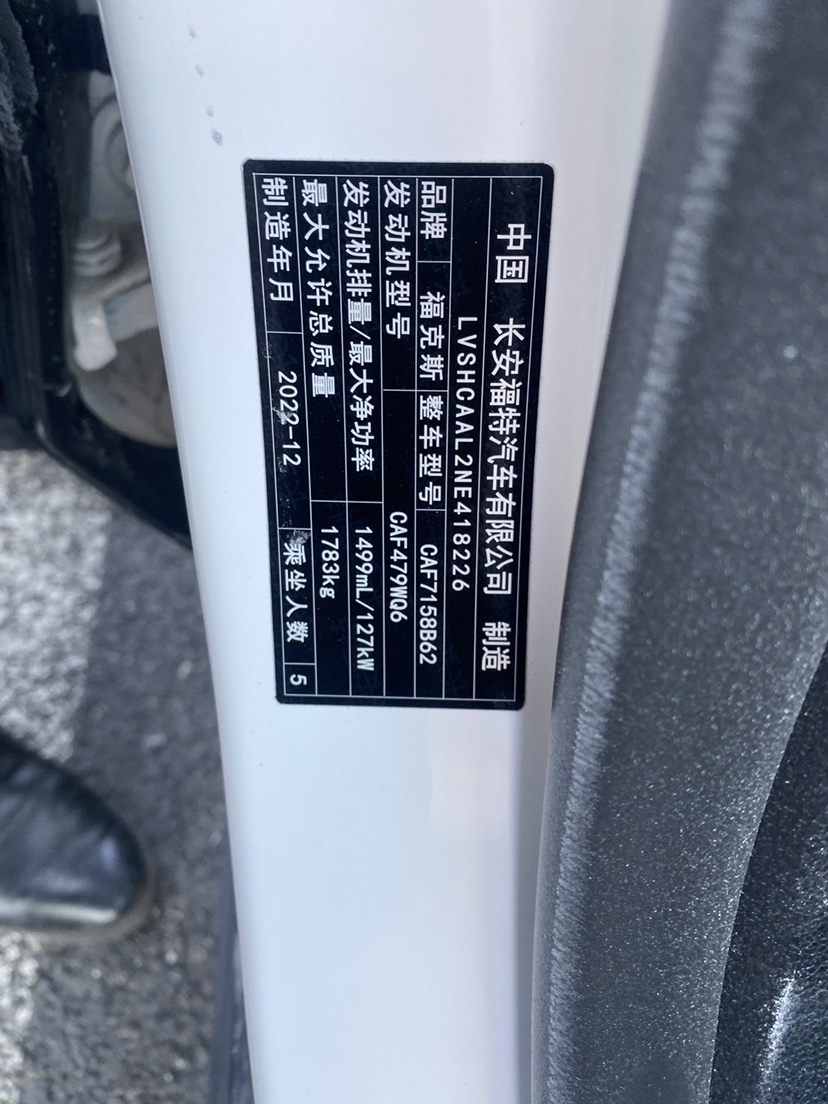 中国 长安福特汽车有限公司 制造
LVSHCAAL2NE418226
品牌 福克斯 整车型号 CAF7158B62
发动机型号 CAF479WQ6
发动机排量/最大净功率 1499mL/127kW
最大允许总质量 1783kg
制造年月 2022-12 乘坐人数 5